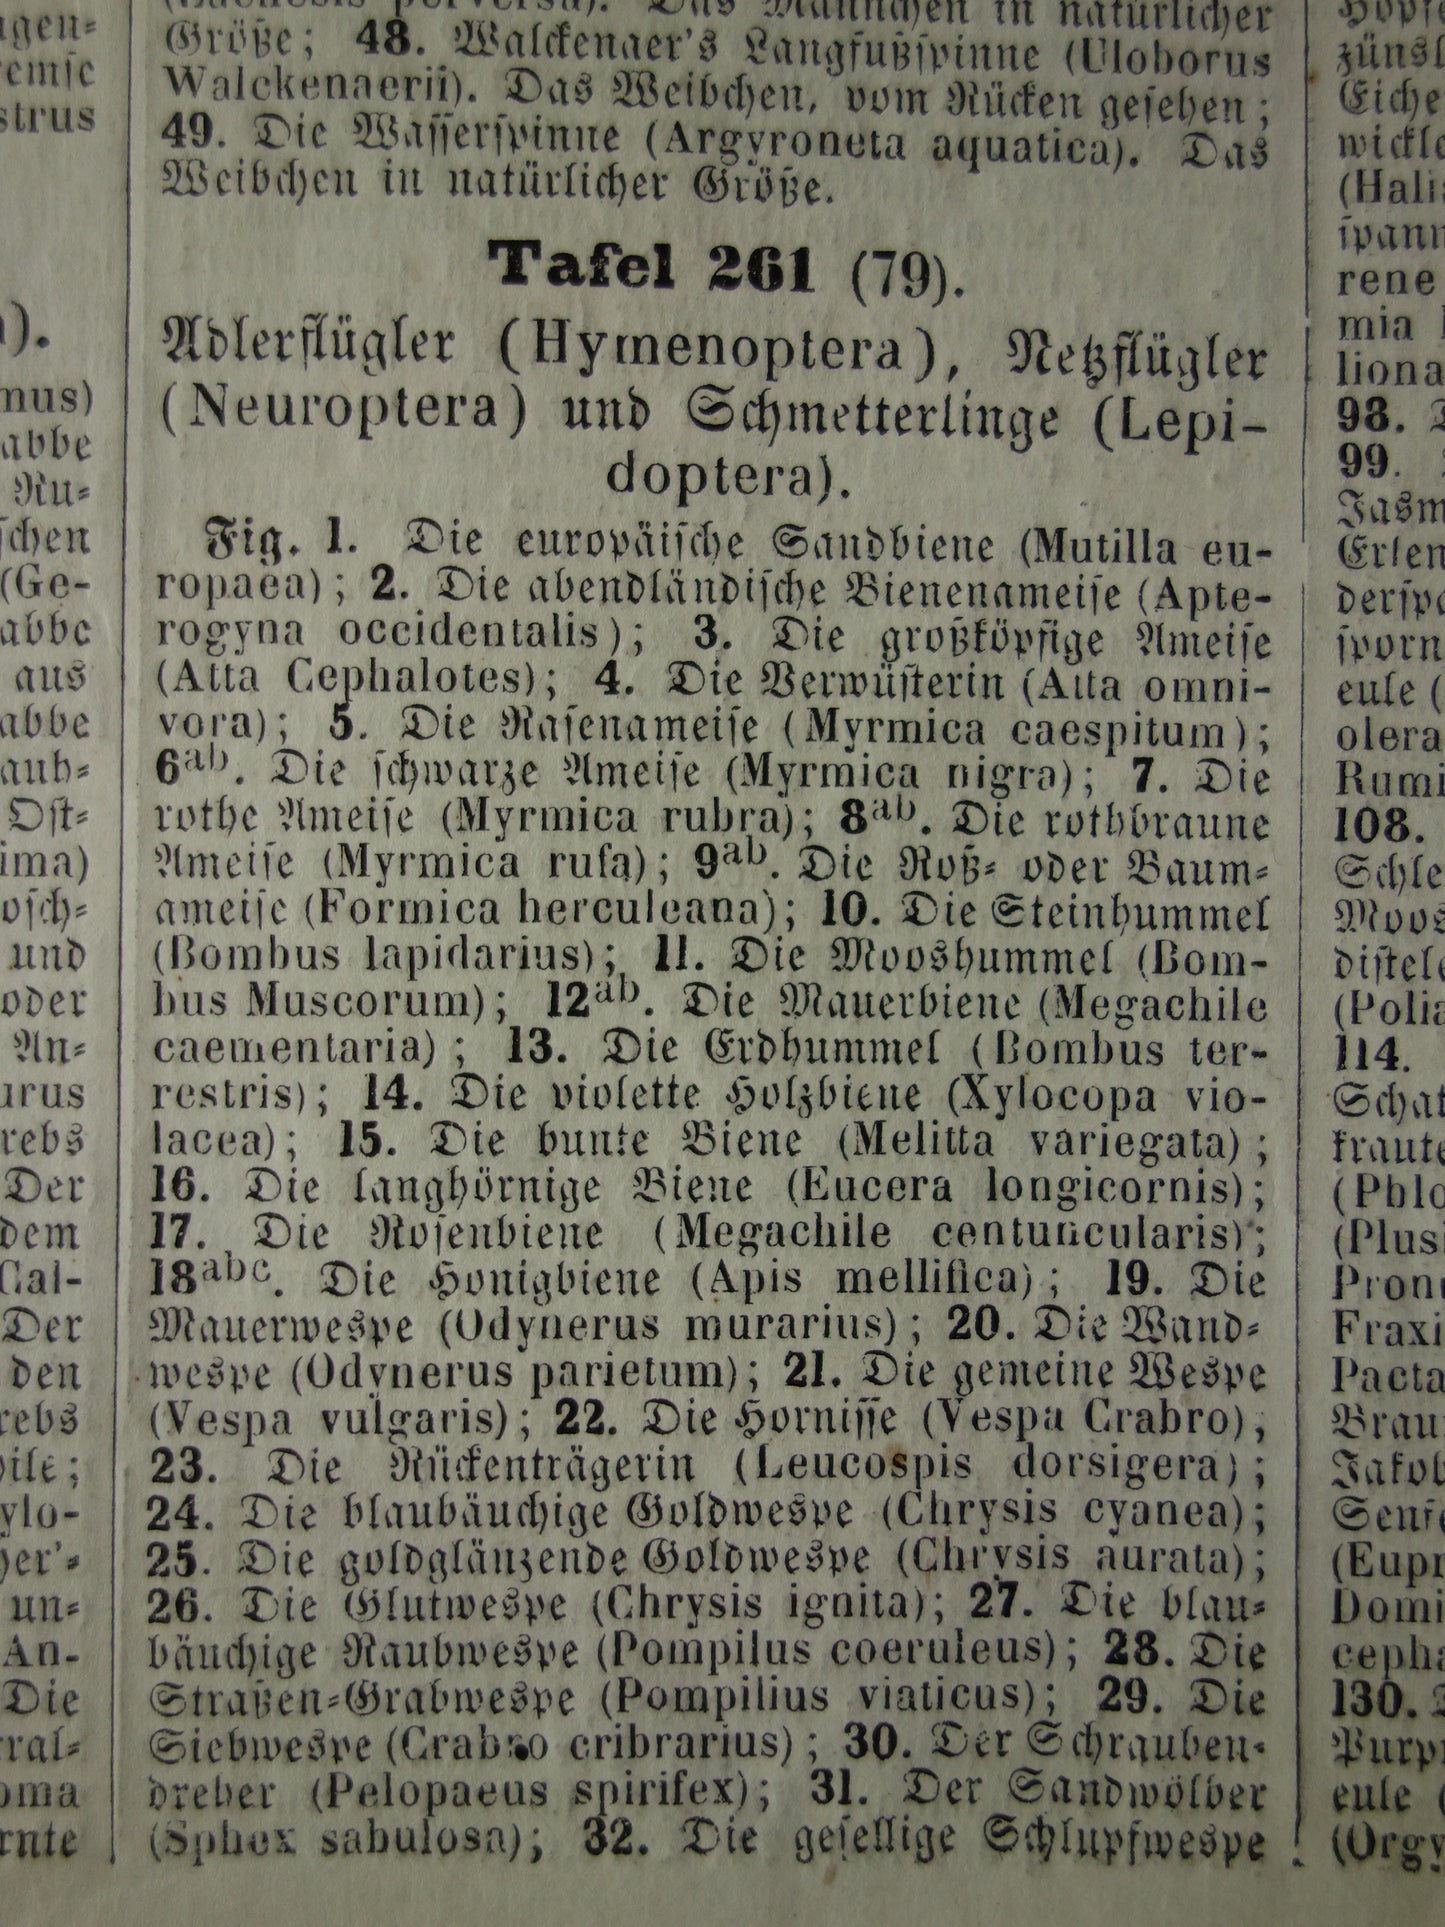 Größe; 48. Walckenaer's Langfußspinne (Uloborus
Walckenaerii). Das Weibchen, vom Rücken gesehen;
49. Die Wasserspinne (Argyroneta aquatica). Das
Weibchen in natürlicher Größe.
Tafel 261 (79).
Adlerflügler (Hymenoptera), Netzflügler
(Neuroptera) und Schmetterlinge (Lepi-
doptera).
Fig. 1. Die europäische Sandbiene (Mutilla eu-
ropaea); 2. Die abendländische Bienenameise (Apte-
rogyna occidentalis); 3. Die großköpfige Ameise
(Atta Cephalotes); 4. Die Verwüsterin (Atta omni-
vora); 5. Die Rasenameise (Myrmica caespitum);
6ab. Die schwarze Ameise (Myrmica nigra); 7. Die
rothe Ameise (Myrmica rubra); 8ab. Die rothbraune
Ameise (Myrmica rufa); 9ab. Die Roß- oder Baum-
ameise (Formica herculeana); 10. Die Steinhummel
(Bombus lapidarius); 11. Die Mooshummel (Bom-
bus Muscorum); 12ab. Die Mauerbiene (Megachile
caementaria); 13. Die Erdhummel (Bombus ter-
restris); 14. Die violette Holzbiene (Xylocopa vio-
lacea); 15. Die bunte Biene (Melitta variegata);
16. Die langhörnige Biene (Eucera longicornis);
17. Die Rosenbiene (Megachile centuncularis);
18abc. Die Honigbiene (Apis mellifica); 19. Die
Mauerwespe (Odynerus murarius); 20. Die Wand-
wespe (Odynerus parietum); 21. Die gemeine Wespe
(Vespa vulgaris); 22. Die Hornisse (Vespa Crabro),
23. Die Rückenträgerin (Leucospis dorsigera);
24. Die blaubäuchige Goldwespe (Chrysis cyanea);
25. Die goldglänzende Goldwespe (Chrysis aurata);
26. Die Glutwespe (Chrysis ignita); 27. Die blau-
bäuchige Raubwespe (Pompilus coeruleus); 28. Die
Straßen-Grabwespe (Pompilius viaticus); 29. Die
Siebwespe (Crabro cribrarius); 30. Der Schrauben-
dreher (Pelopaeus spirifex); 31. Der Sandwölber
(Sphex sabulosa); 32. Die gesellige Schlupfwespe